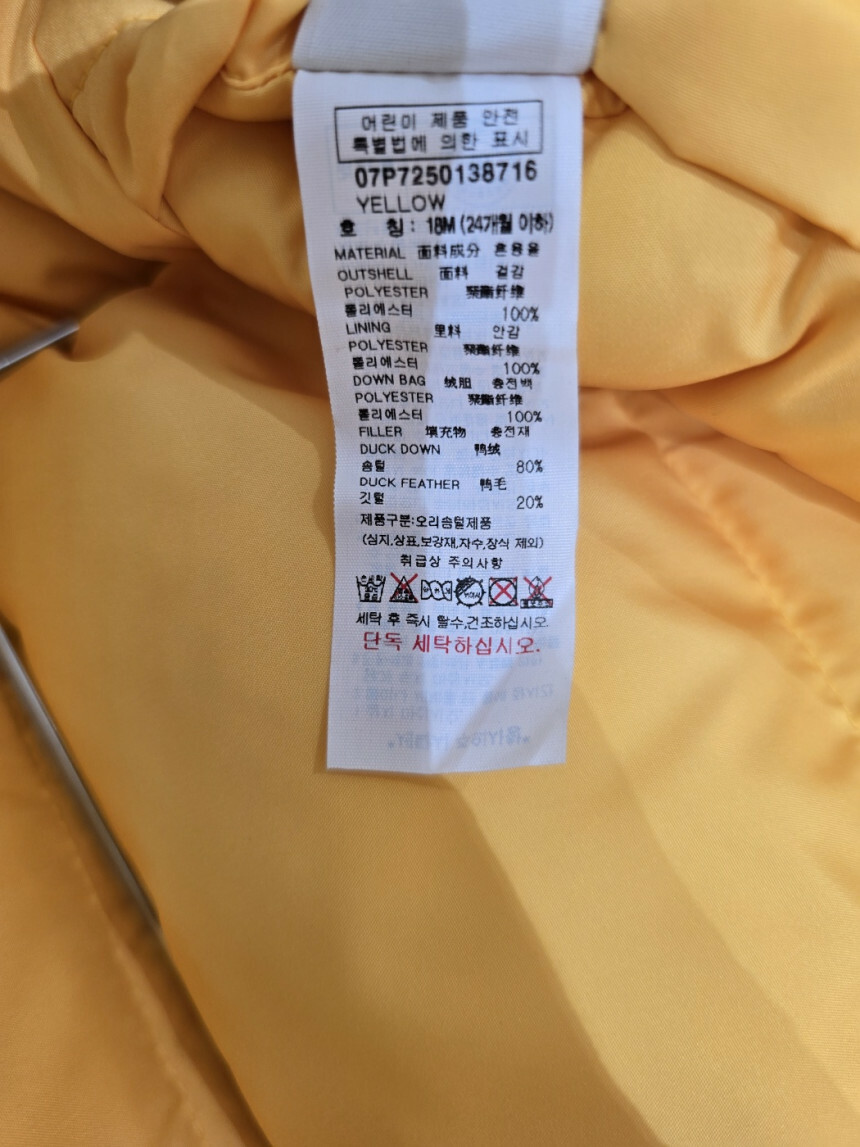 어린이 제품 안전
특별법에 의한 표시
07P7250138716
YELLOW
호 칭: 18M (24개월 이하)
MATERIAL 面料成分 혼용율
OUTSHELL 面料 겉감
POLYESTER 聚酯纤维
폴리에스터 100%
LINING 里料 안감
POLYESTER 聚酯纤维
폴리에스터 100%
DOWN BAG 绒胆 충전백
POLYESTER 聚酯纤维
폴리에스터 100%
FILLER 填充物 충전재
DUCK DOWN 鸭绒
솜털 80%
DUCK FEATHER 鸭毛
깃털 20%
제품구분:오리솜털제품
(심지,상표,보강재,자수,장식 제외)
취급상 주의사항
세탁 후 즉시 탈수,건조하십시오.
단독 세탁하십시오.